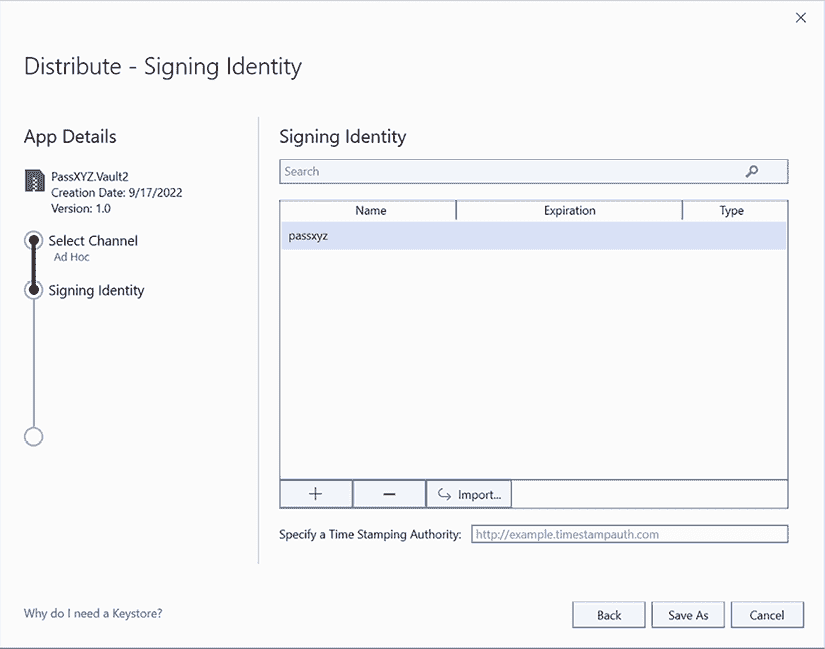 Distribute - Signing Identity
App Details
PassXYZ.Vault2
Creation Date: 9/17/2022
Version: 1.0
Select Channel
Ad Hoc
Signing Identity
Signing Identity
Search
Name Expiration Type
passxyz
Import...
Specify a Time Stamping Authority: http://example.timestampauth.com
Why do I need a Keystore?
Back Save As Cancel